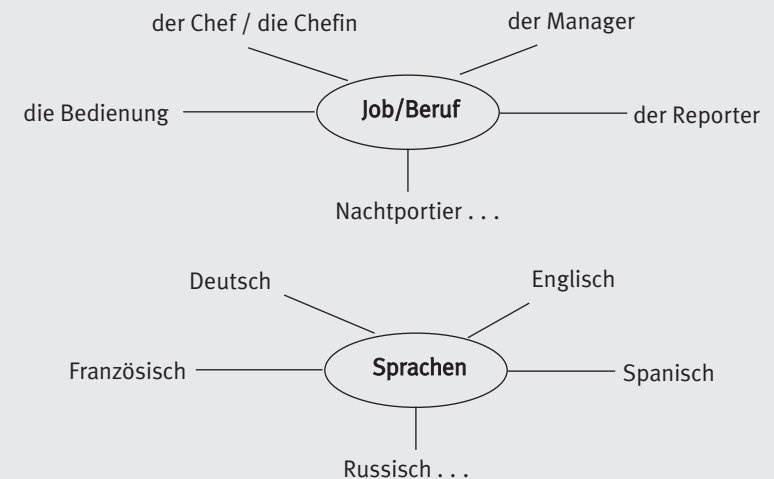 der Chef / die Chefin
der Manager
die Bedienung
Job/Beruf
der Reporter
Nachtportier . . .
Deutsch
Englisch
Französisch
Sprachen
Spanisch
Russisch . . .